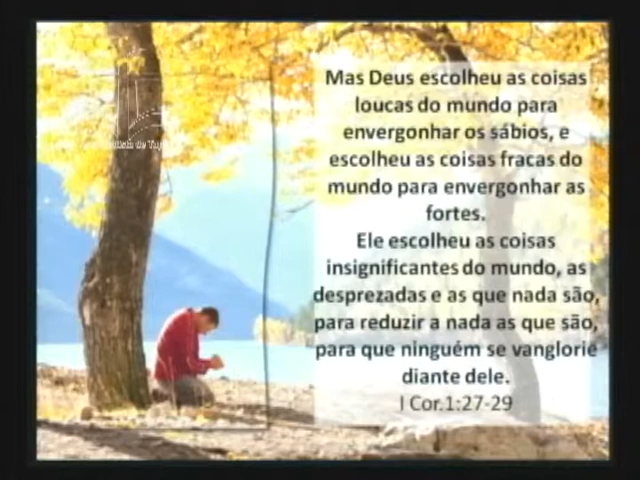 Mas Deus escolheu as coisas
loucas do mundo para
envergonhar os sábios, e
escolheu as coisas fracas do
mundo para envergonhar as
fortes.
Ele escolheu as coisas
insignificantes do mundo, as
desprezadas e as que nada são,
para reduzir a nada as que são,
para que ninguém se vanglorie
diante dele.
I Cor.1:27-29